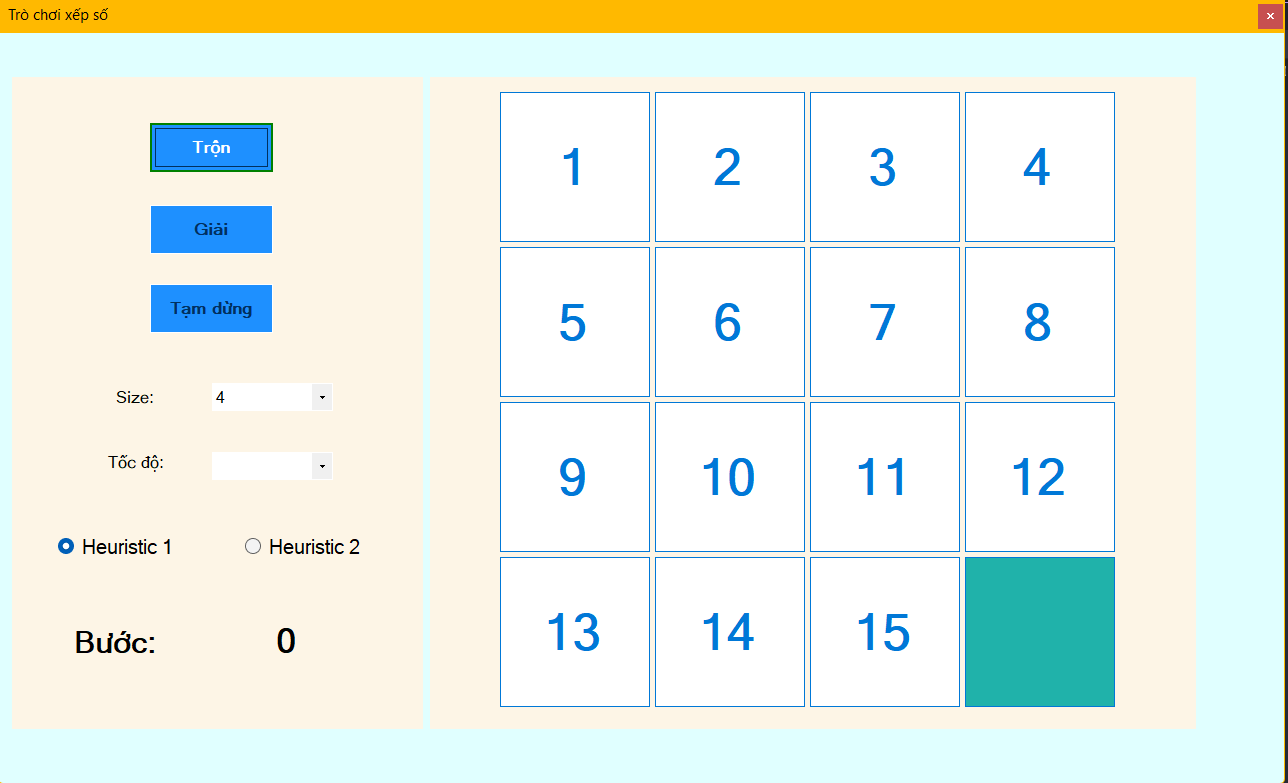 Trò chơi xếp số
Trộn
Giải
Tạm dừng
Size: 4
Tốc độ:
Heuristic 1 Heuristic 2
Bước: 0
1 2 3 4
5 6 7 8
9 10 11 12
13 14 15